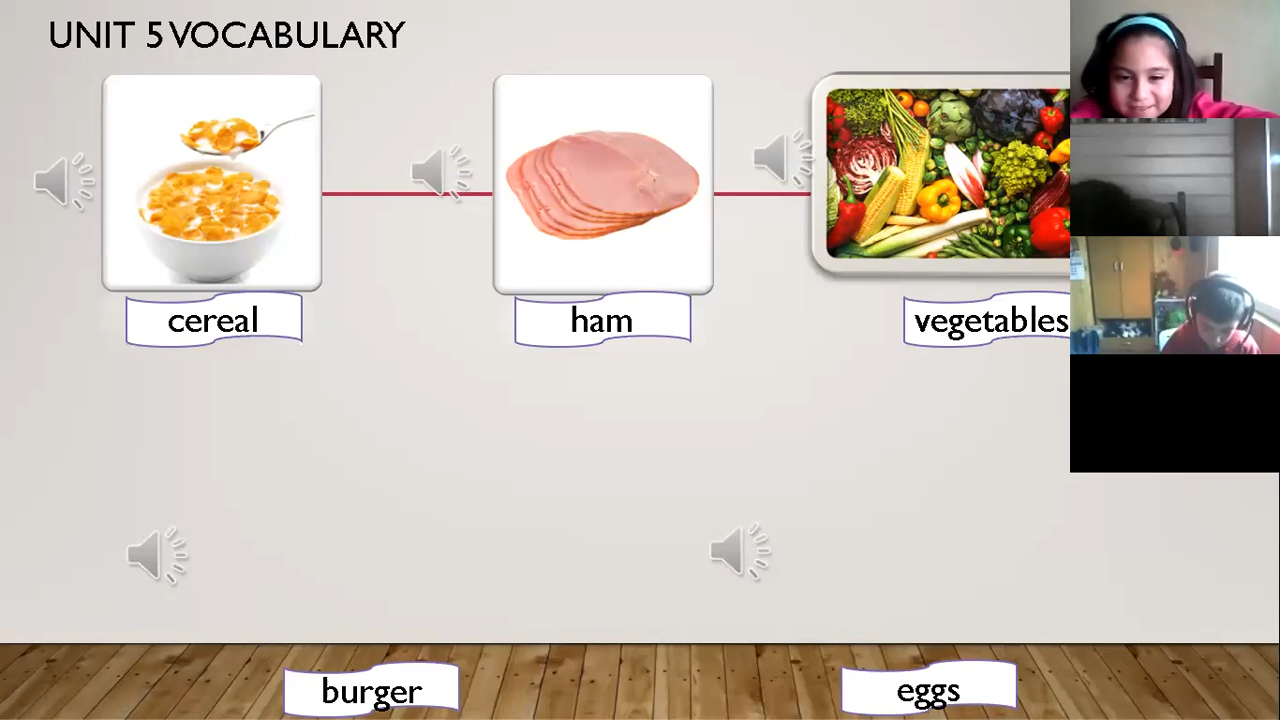 UNIT 5 VOCABULARY
cereal
ham
vegetables
burger
eggs